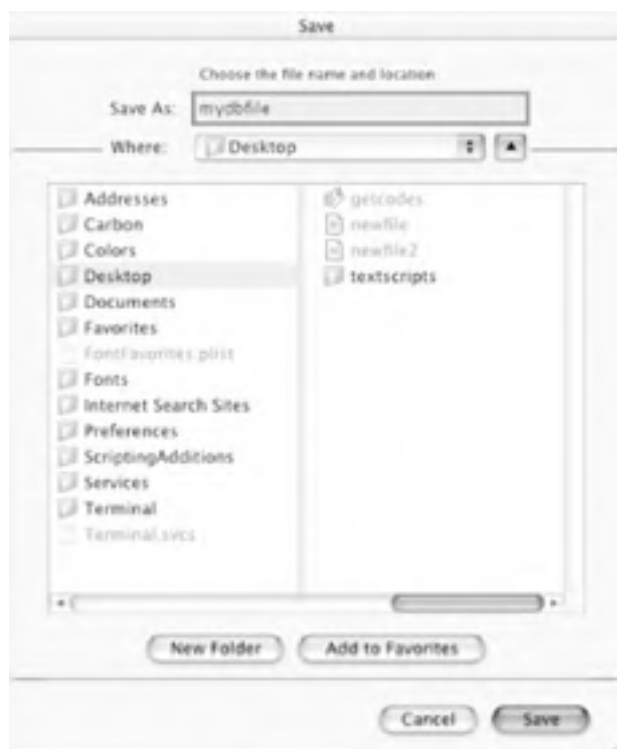 Save
Choose the file name and location
Save As: mydbfile
Where: Desktop
Addresses
Carbon
Colors
Desktop
Documents
Favorites
FontFavorites.plist
Fonts
Internet Search Sites
Preferences
ScriptingAdditions
Services
Terminal
Terminal.svcs
getcodes
newfile
newfile2
textscripts
New Folder
Add to Favorites
Cancel
Save